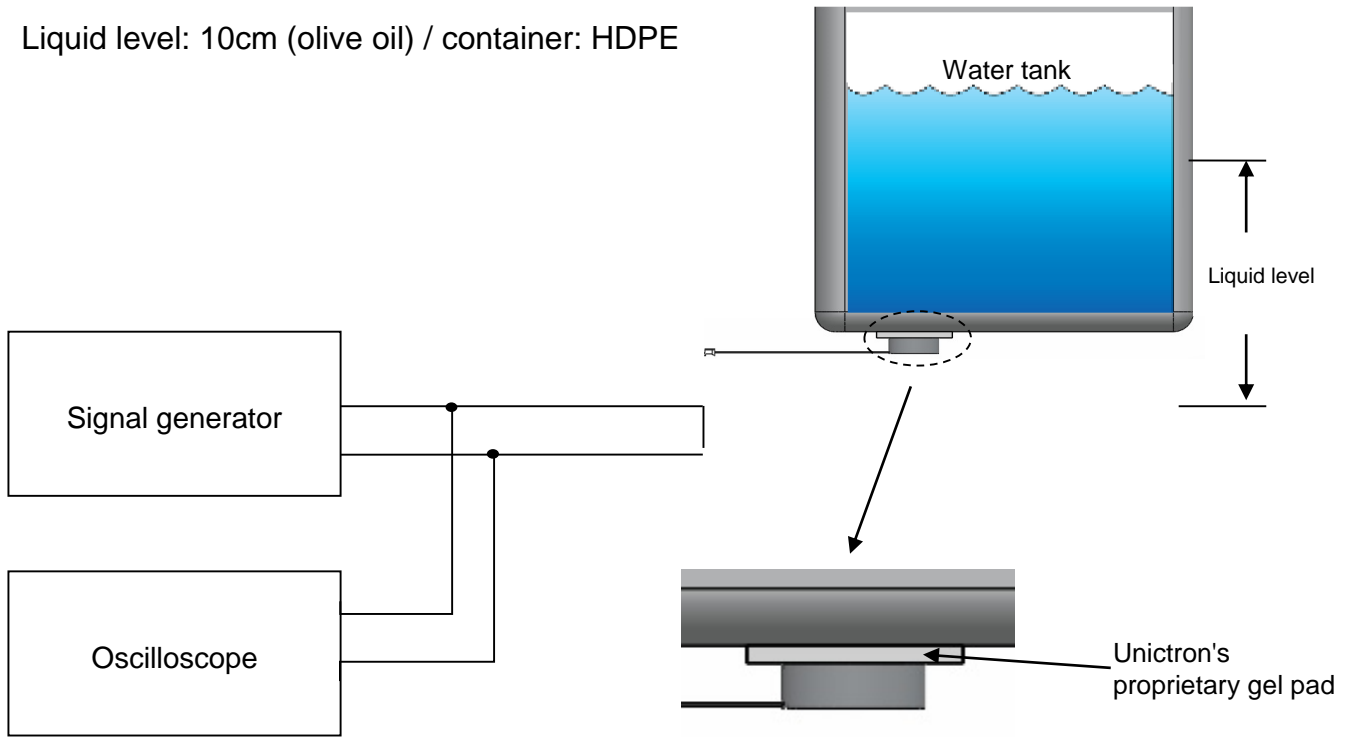 Liquid level: 10cm (olive oil) / container: HDPE
Water tank
Liquid level
Signal generator
Oscilloscope
Unictron's
proprietary gel pad